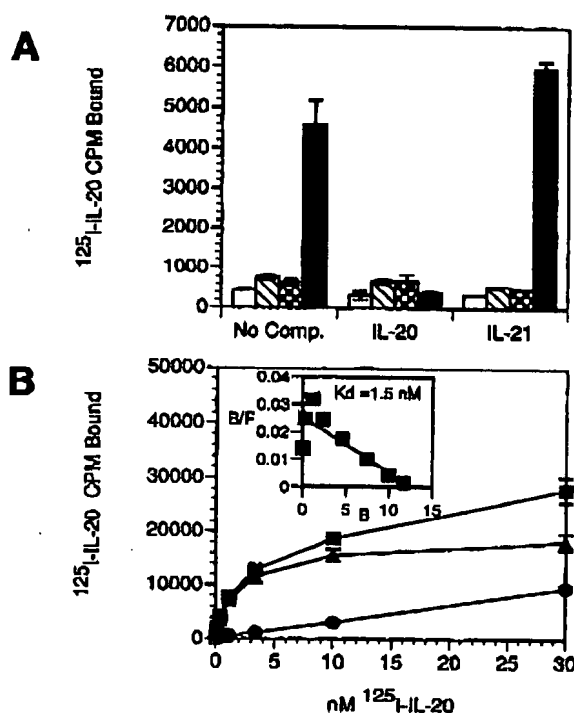 A
125I-IL-20 CPM Bound
7000
6000
5000
4000
3000
2000
1000
0
No Comp.
IL-20
IL-21
B
125I-IL-20 CPM Bound
50000
40000
30000
20000
10000
0
0.04
0.03
B/F
0.02
0.01
0
Kd =1.5 nM
0 5 10 15
B
0 5 10 15 20 25 30
nM 125I-IL-20